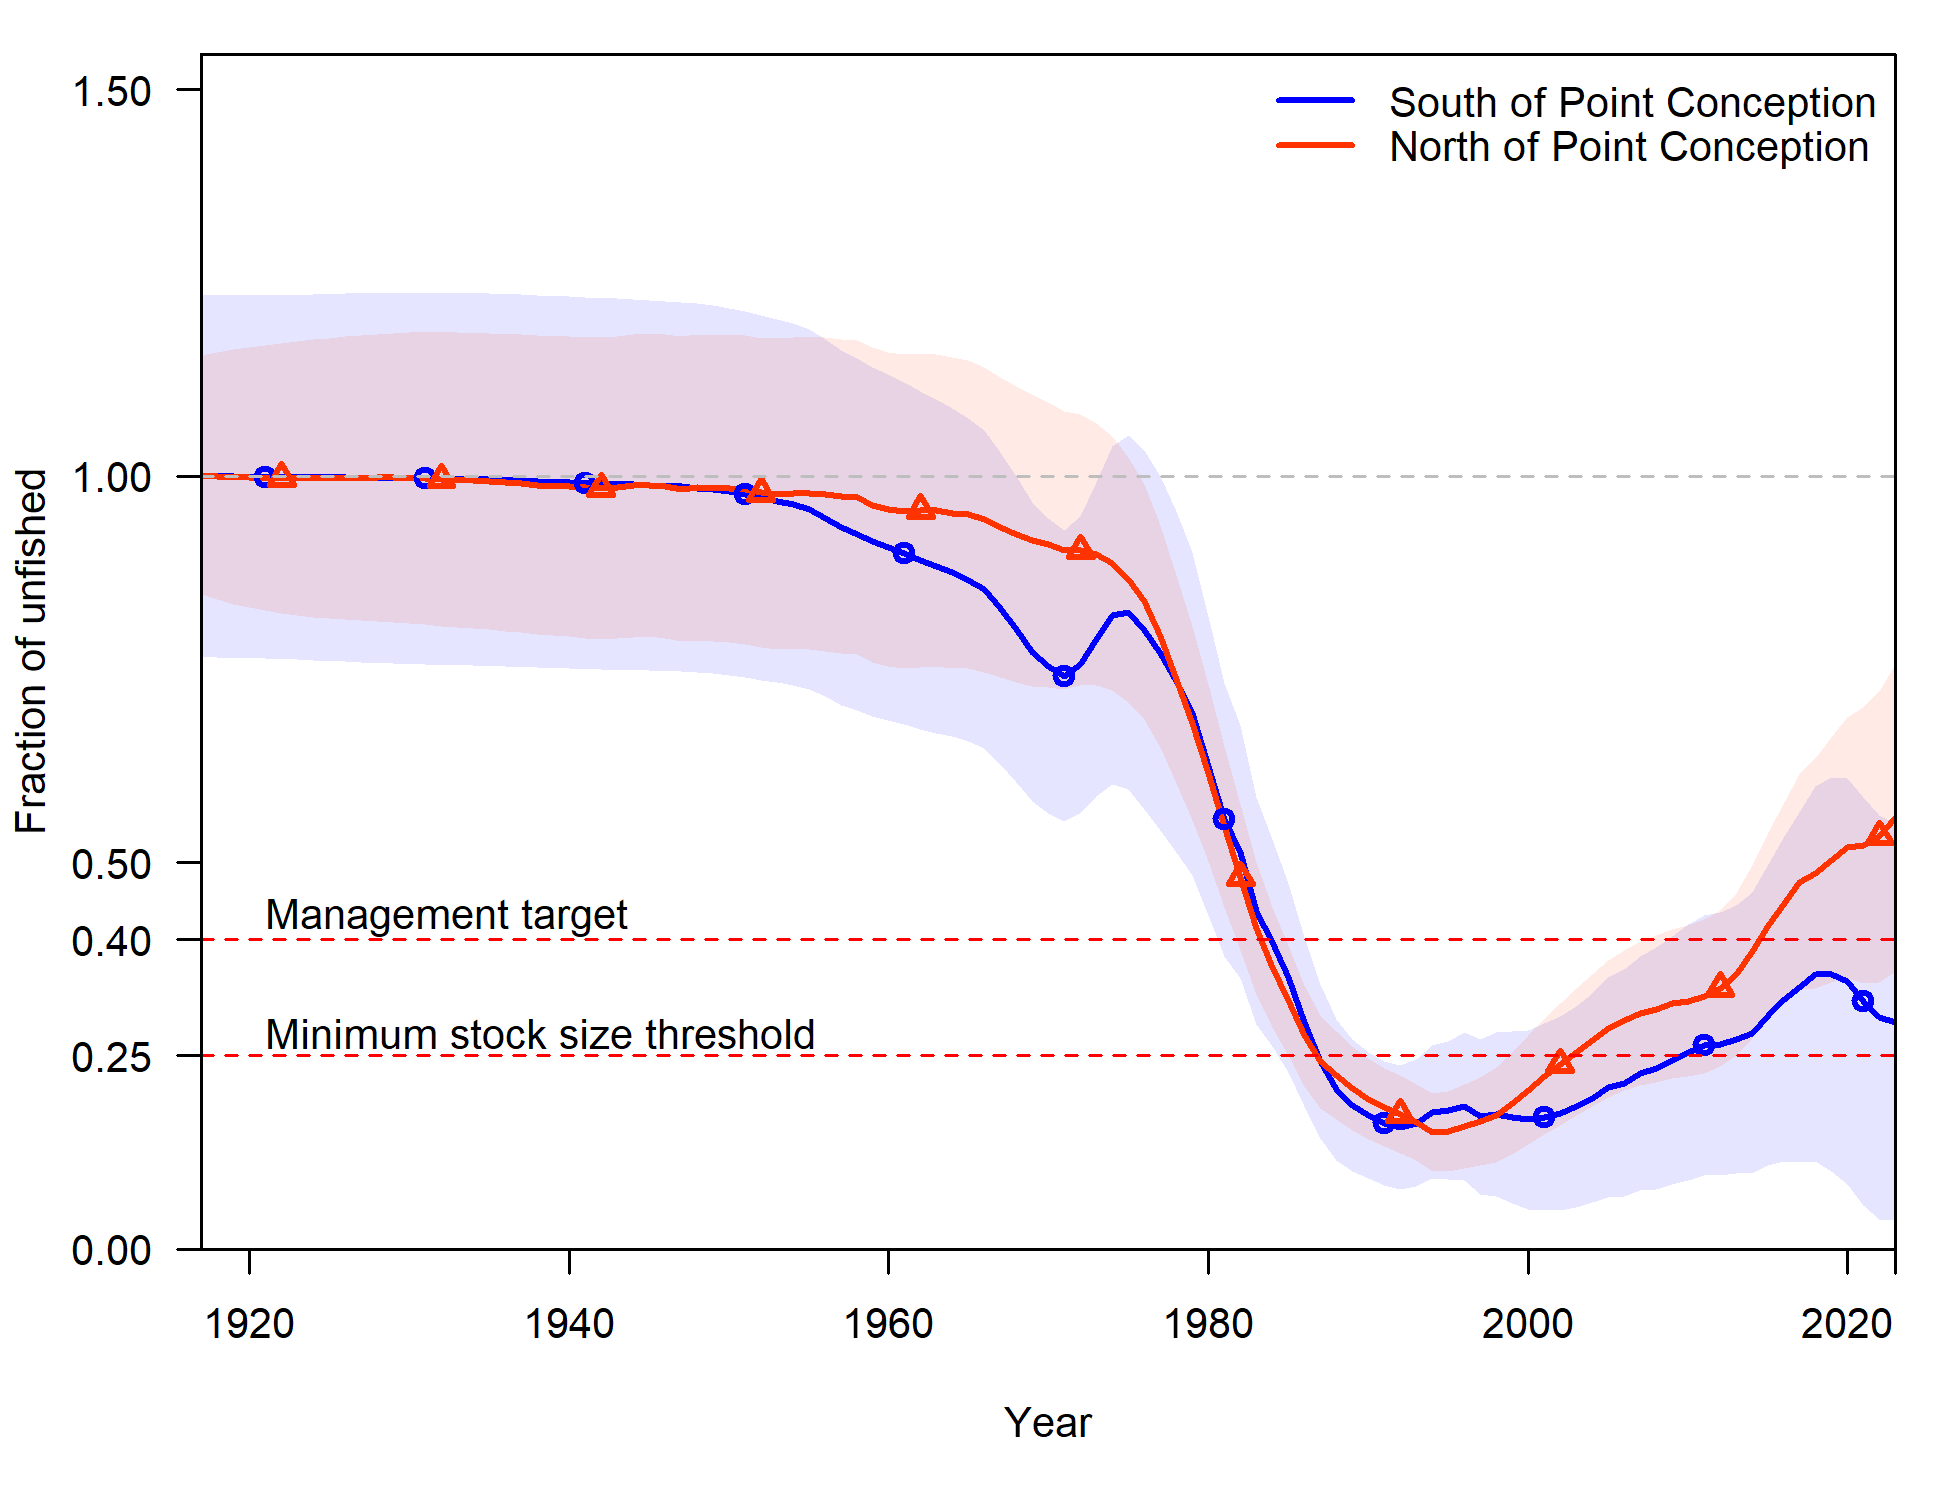 1.50
South of Point Conception
North of Point Conception
1.00
Fraction of unfished
0.50
Management target
0.40
Minimum stock size threshold
0.25
0.00
1920 1940 1960 1980 2000 2020
Year